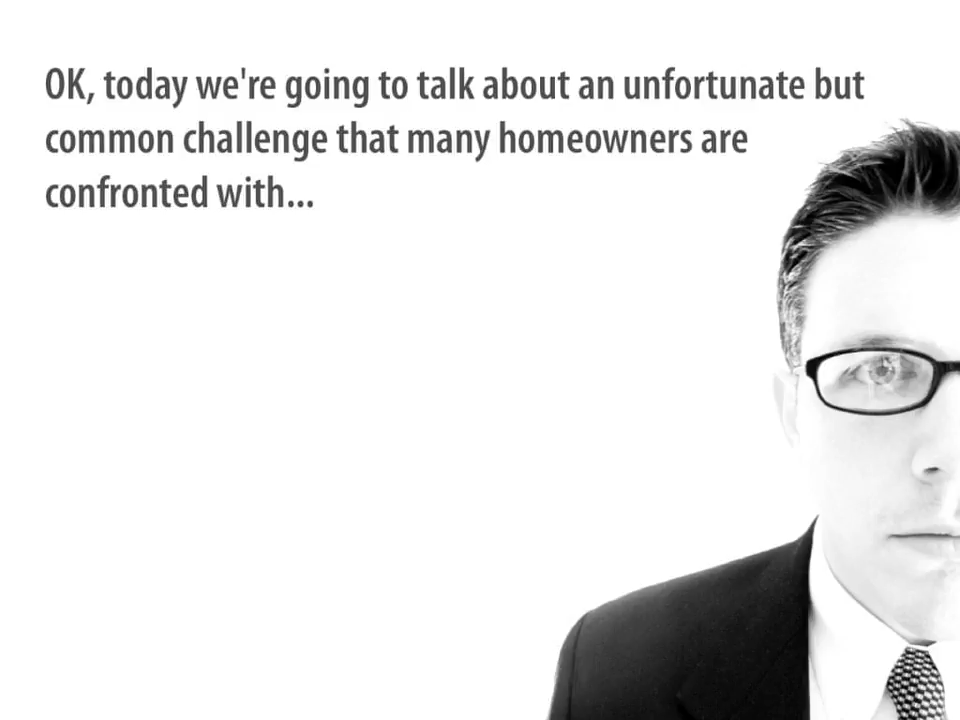 OK, today we're going to talk about an unfortunate but
common challenge that many homeowners are
confronted with...